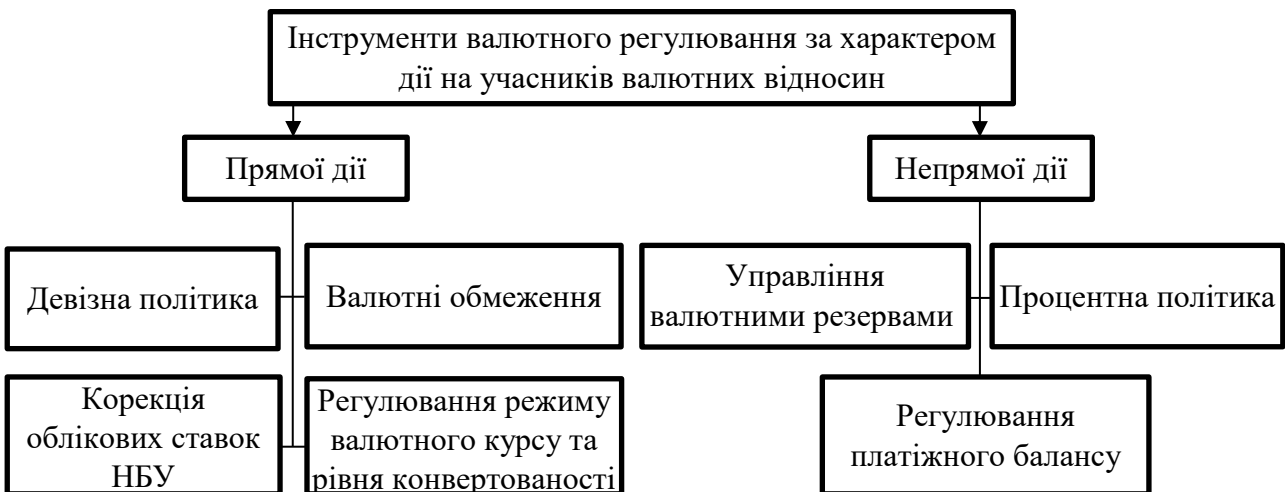 Інструменти валютного регулювання за характером
дії на учасників валютних відносин
Прямої дії
Непрямої дії
Девізна політика
Валютні обмеження
Управління
валютними резервами
Процентна політика
Корекція
облікових ставок
НБУ
Регулювання режиму
валютного курсу та
рівня конвертованості
Регулювання
платіжного балансу